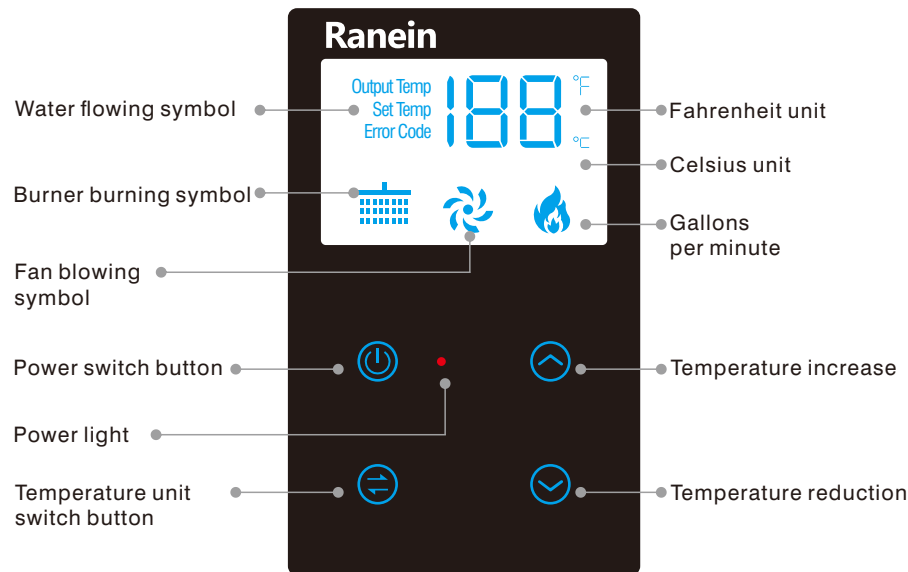 Ranein
Output Temp
Set Temp
Error Code
188
°F
°C
Water flowing symbol
Burner burning symbol
Fan blowing
symbol
Power switch button
Power light
Temperature unit
switch button
Fahrenheit unit
Celsius unit
Gallons
per minute
Temperature increase
Temperature reduction